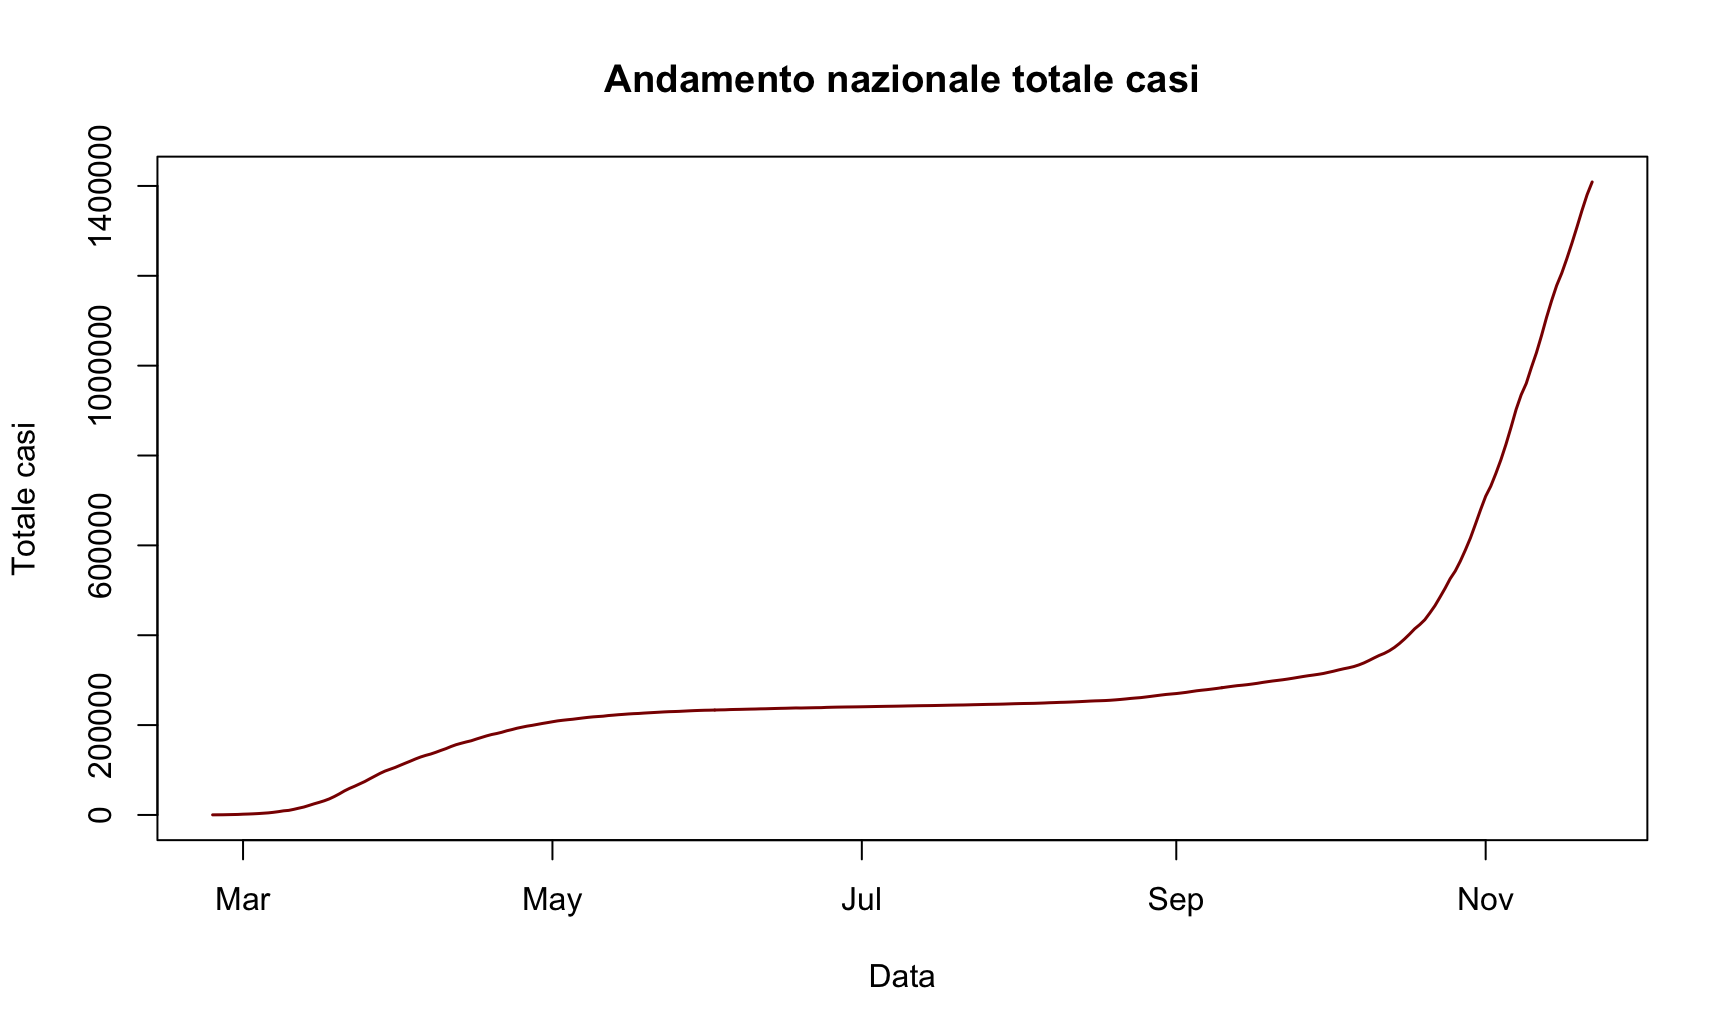 Andamento nazionale totale casi
Totale casi
1400000
1000000
600000
200000
0
Mar May Jul Sep Nov
Data